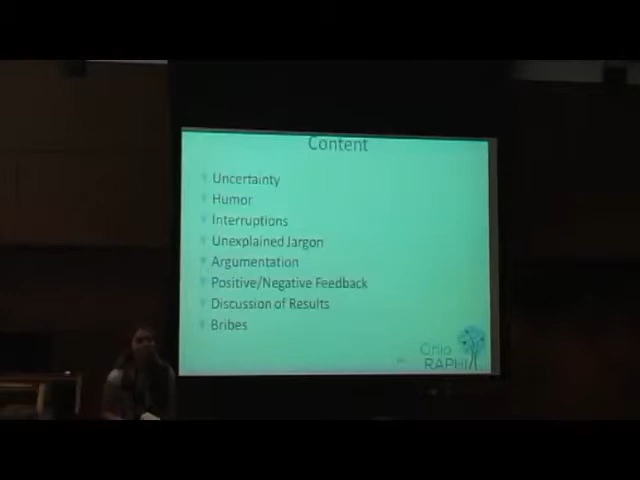 Content
Uncertainty
Humor
Interruptions
Unexplained Jargon
Argumentation
Positive/Negative Feedback
Discussion of Results
Bribes
Ohio
RAPHI